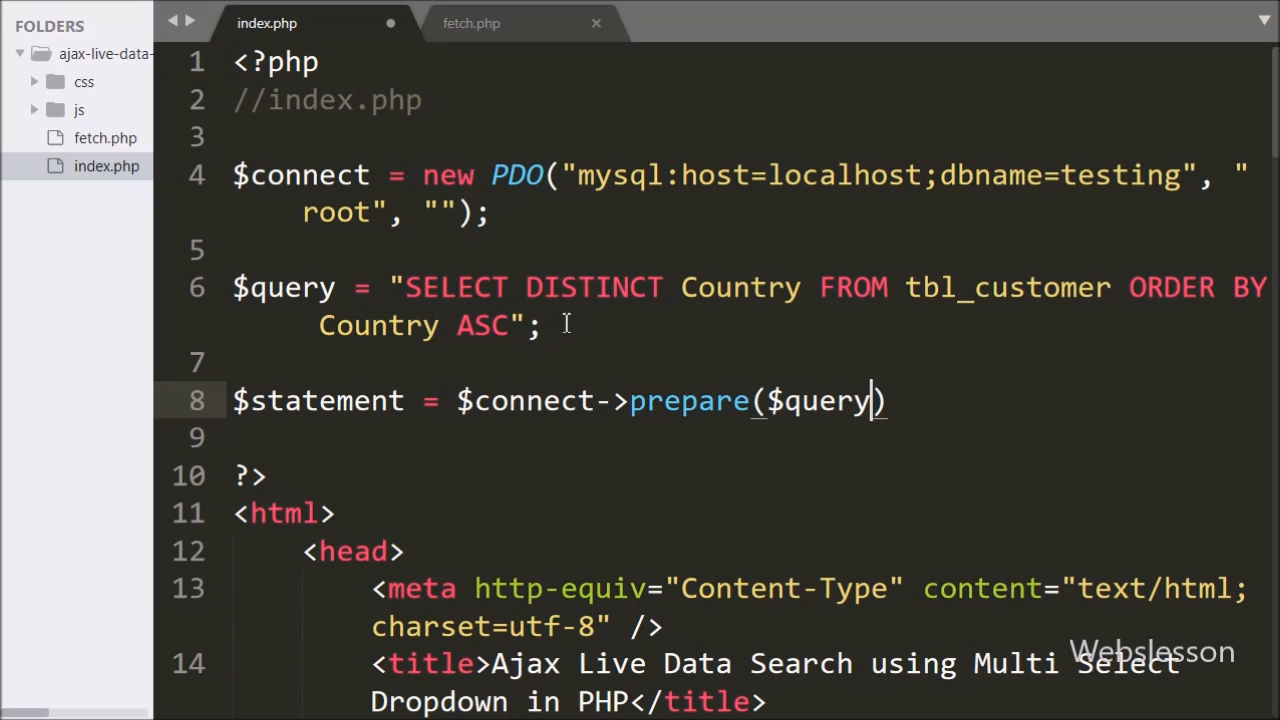 FOLDERS
ajax-live-data-
css
js
fetch.php
index.php
index.php
fetch.php
1 <?php
2 //index.php
3
4 $connect = new PDO("mysql:host=localhost;dbname=testing", "
root", "");
5
6 $query = "SELECT DISTINCT Country FROM tbl_customer ORDER BY
Country ASC";
7
8 $statement = $connect->prepare($query)
9
10 ?>
11 <html>
12 <head>
13 <meta http-equiv="Content-Type" content="text/html;
charset=utf-8" />
14 <title>Ajax Live Data Search using Multi Select
Dropdown in PHP</title>
Webslesson